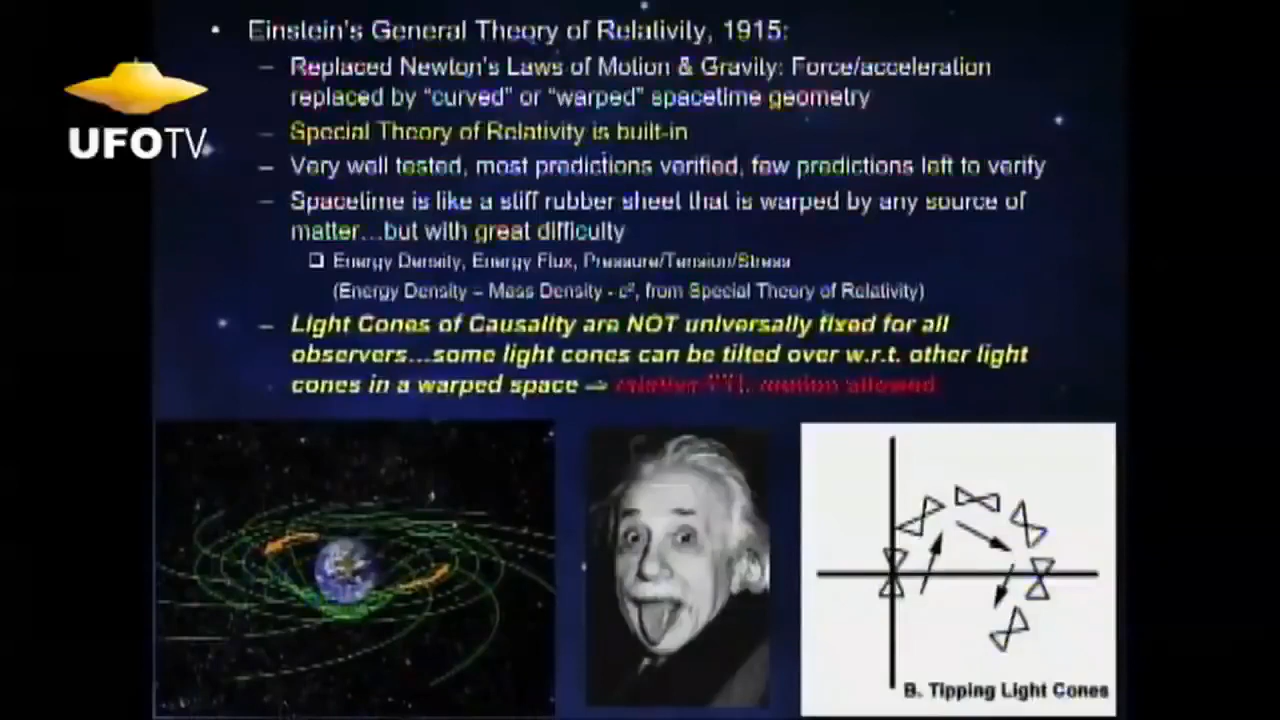 • Einstein's General Theory of Relativity, 1915:
– Replaced Newton's Laws of Motion & Gravity: Force/acceleration
replaced by "curved" or "warped" spacetime geometry
UFOTV
– Special Theory of Relativity is built-in
– Very well tested, most predictions verified, few predictions left to verify
– Spacetime is like a stiff rubber sheet that is warped by any source of
matter...but with great difficulty
❑ Energy Density, Energy Flux, Pressure/Tension/Stress
(Energy Density = Mass Density · c², from Special Theory of Relativity)
– Light Cones of Causality are NOT universally fixed for all
observers...some light cones can be tilted over w.r.t. other light
cones in a warped space ⇒ relative FTL motion allowed
B. Tipping Light Cones